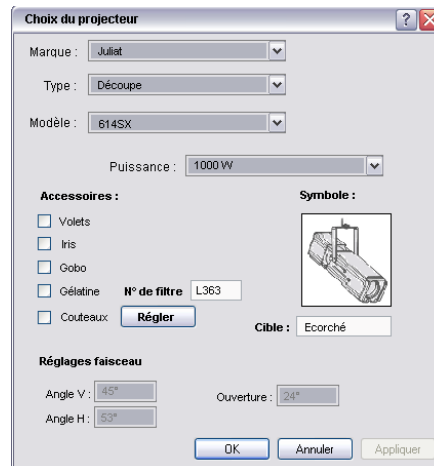 Choix du projecteur
Marque : Juliat
Type : Découpe
Modèle : 614SX
Puissance : 1000 W
Accessoires : Symbole :
Volets
Iris
Gobo
Gélatine N° de filtre L363
Couteaux Régler
Cible : Ecorché
Réglages faisceau
Angle V : 45° Ouverture : 24°
Angle H : 53°
OK Annuler Appliquer